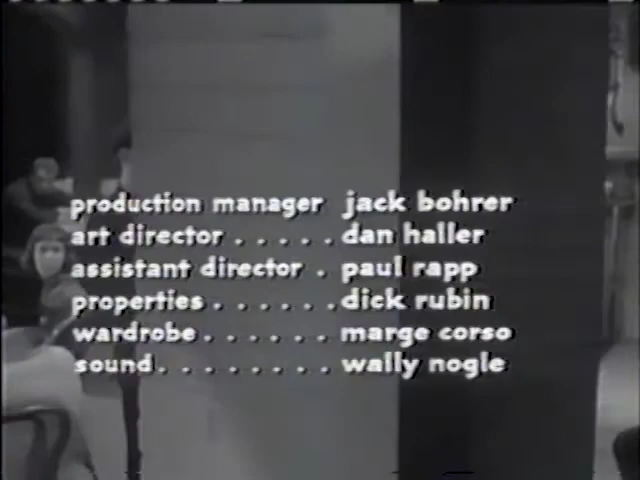 production manager jack bohrer
art director . . . . . dan haller
assistant director . paul rapp
properties . . . . . . dick rubin
wardrobe . . . . . . marge corso
sound . . . . . . . . wally nogle